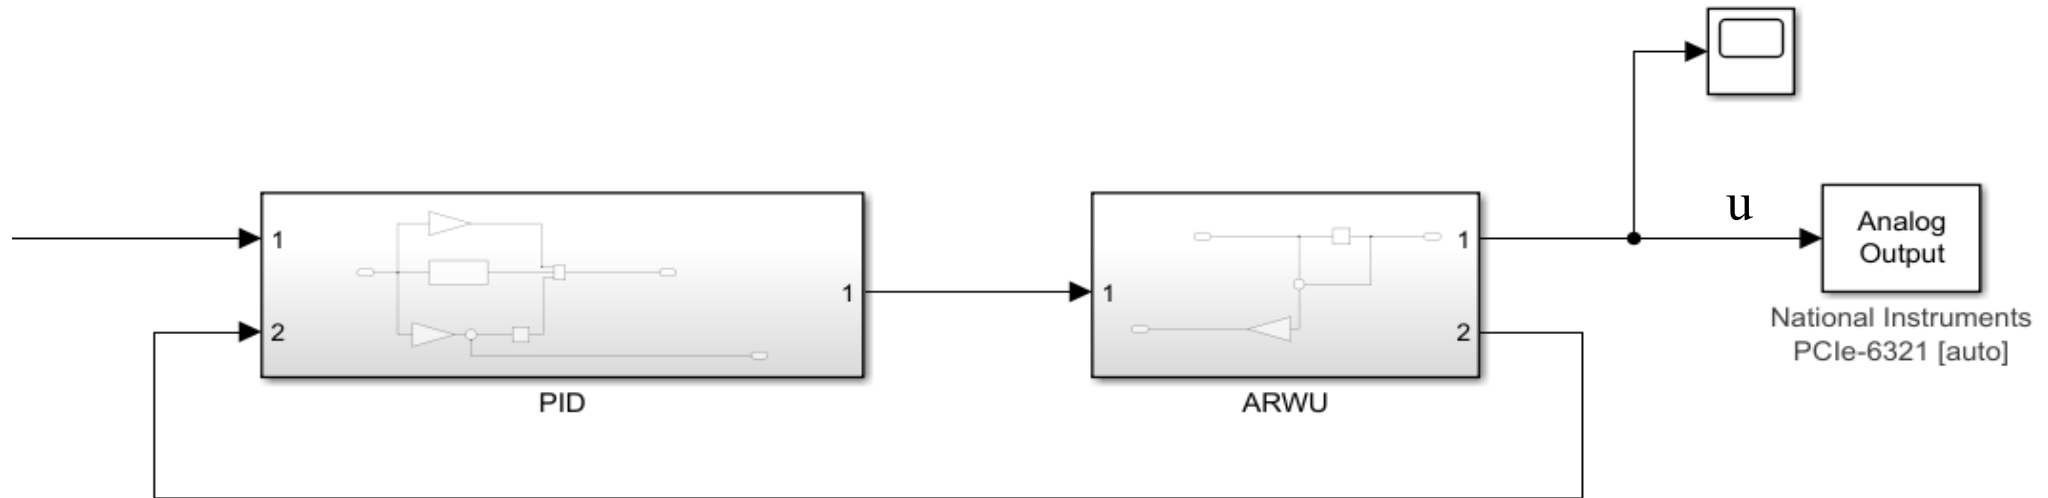 u
Analog
Output
National Instruments
PCIe-6321 [auto]
1
2
1
PID
1
1
2
ARWU